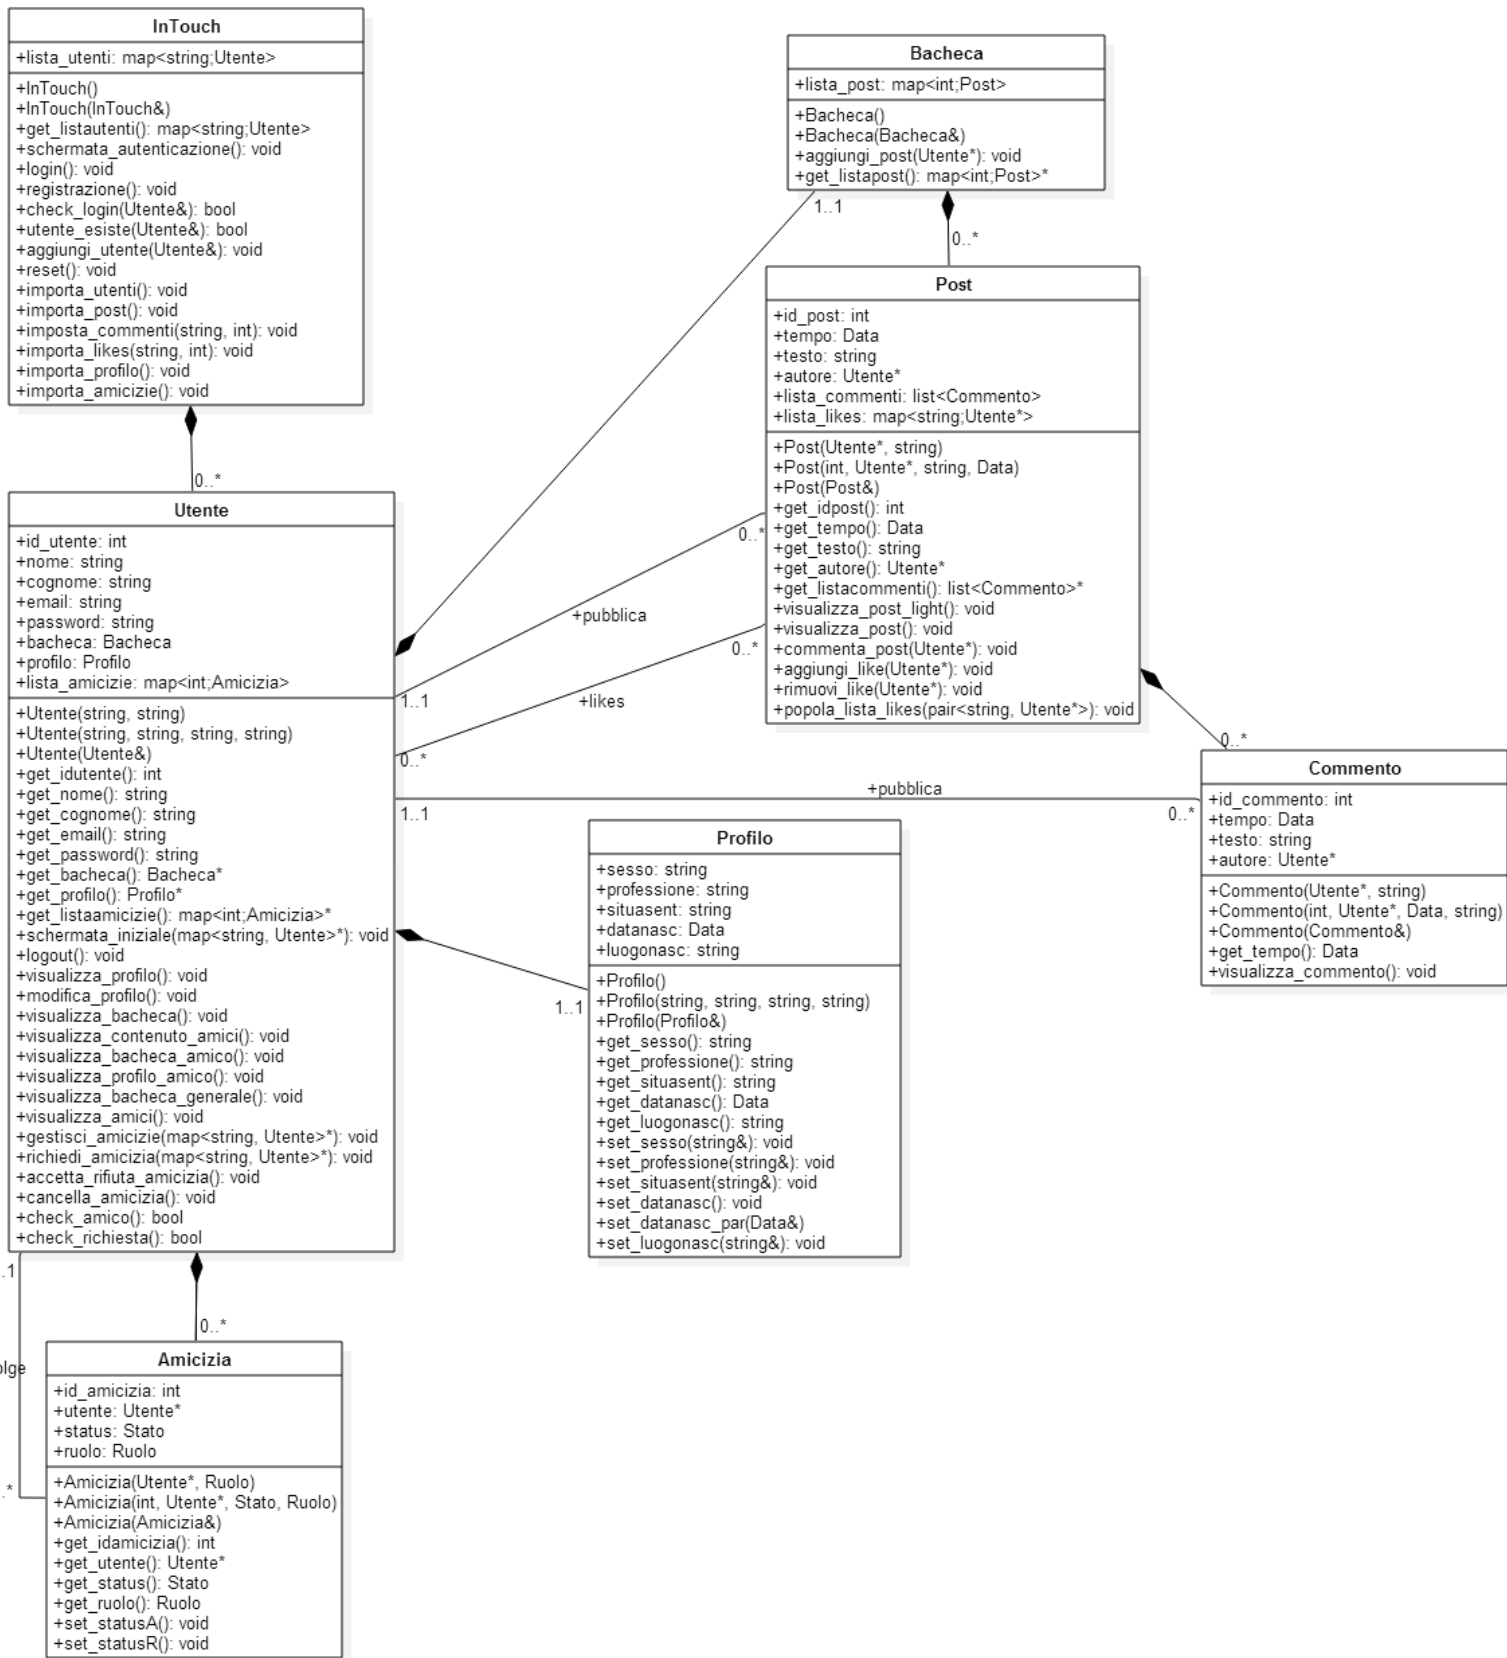 InTouch
+lista_utenti: map<string;Utente>
+InTouch()
+InTouch(InTouch&)
+get_listautenti(): map<string;Utente>
+schermata_autenticazione(): void
+login(): void
+registrazione(): void
+check_login(Utente&): bool
+utente_esiste(Utente&): bool
+aggiungi_utente(Utente&): void
+reset(): void
+importa_utenti(): void
+importa_post(): void
+imposta_commenti(string, int): void
+importa_likes(string, int): void
+importa_profilo(): void
+importa_amicizie(): void
0..*
Bacheca
+lista_post: map<int;Post>
+Bacheca()
+Bacheca(Bacheca&)
+aggiungi_post(Utente*): void
+get_listapost(): map<int;Post>*
1..1
0..*
Post
+id_post: int
+tempo: Data
+testo: string
+autore: Utente*
+lista_commenti: list<Commento>
+lista_likes: map<string;Utente*>
+Post(Utente*, string)
+Post(int, Utente*, string, Data)
+Post(Post&)
+get_idpost(): int
+get_tempo(): Data
+get_testo(): string
+get_autore(): Utente*
+get_listacommenti(): list<Commento>*
+visualizza_post_light(): void
+visualizza_post(): void
+commenta_post(Utente*): void
+aggiungi_like(Utente*): void
+rimuovi_like(Utente*): void
+popola_lista_likes(pair<string, Utente*>): void
0..*
+pubblica
1..1
0..*
+likes
0..*
0..*
+pubblica
1..1
0..*
Utente
+id_utente: int
+nome: string
+cognome: string
+email: string
+password: string
+bacheca: Bacheca
+profilo: Profilo
+lista_amicizie: map<int;Amicizia>
+Utente(string, string)
+Utente(string, string, string, string)
+Utente(Utente&)
+get_idutente(): int
+get_nome(): string
+get_cognome(): string
+get_email(): string
+get_password(): string
+get_bacheca(): Bacheca*
+get_profilo(): Profilo*
+get_listaamicizie(): map<int;Amicizia>*
+schermata_iniziale(map<string, Utente>*): void
+logout(): void
+visualizza_profilo(): void
+modifica_profilo(): void
+visualizza_bacheca(): void
+visualizza_contenuto_amici(): void
+visualizza_bacheca_amico(): void
+visualizza_profilo_amico(): void
+visualizza_bacheca_generale(): void
+visualizza_amici(): void
+gestisci_amicizie(map<string, Utente>*): void
+richiedi_amicizia(map<string, Utente>*): void
+accetta_rifiuta_amicizia(): void
+cancella_amicizia(): void
+check_amico(): bool
+check_richiesta(): bool
Profilo
+sesso: string
+professione: string
+situasent: string
+datanasc: Data
+luogonasc: string
+Profilo()
+Profilo(string, string, string, string)
+Profilo(Profilo&)
+get_sesso(): string
+get_professione(): string
+get_situasent(): string
+get_datanasc(): Data
+get_luogonasc(): string
+set_sesso(string&): void
+set_professione(string&): void
+set_situasent(string&): void
+set_datanasc(): void
+set_datanasc_par(Data&)
+set_luogonasc(string&): void
1..1
Commento
+id_commento: int
+tempo: Data
+testo: string
+autore: Utente*
+Commento(Utente*, string)
+Commento(int, Utente*, Data, string)
+Commento(Commento&)
+get_tempo(): Data
+visualizza_commento(): void
.1
0..*
olge
.*
Amicizia
+id_amicizia: int
+utente: Utente*
+status: Stato
+ruolo: Ruolo
+Amicizia(Utente*, Ruolo)
+Amicizia(int, Utente*, Stato, Ruolo)
+Amicizia(Amicizia&)
+get_idamicizia(): int
+get_utente(): Utente*
+get_status(): Stato
+get_ruolo(): Ruolo
+set_statusA(): void
+set_statusR(): void